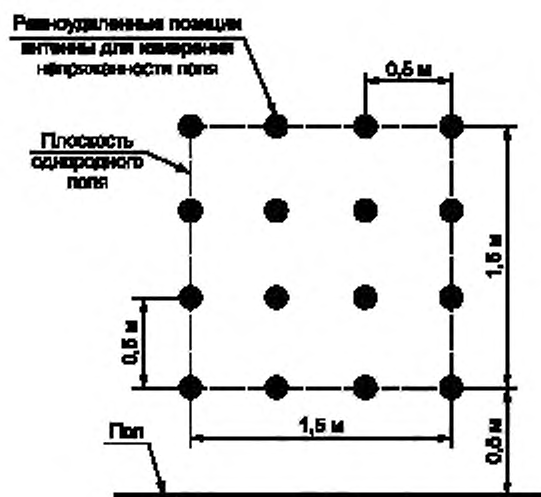 Равноудаленные позиции
антенны для измерения
напряженности поля
0,5 м
Плоскость
однородного
поля
1,5 м
0,5 м
1,5 м
Пол
0,5 м